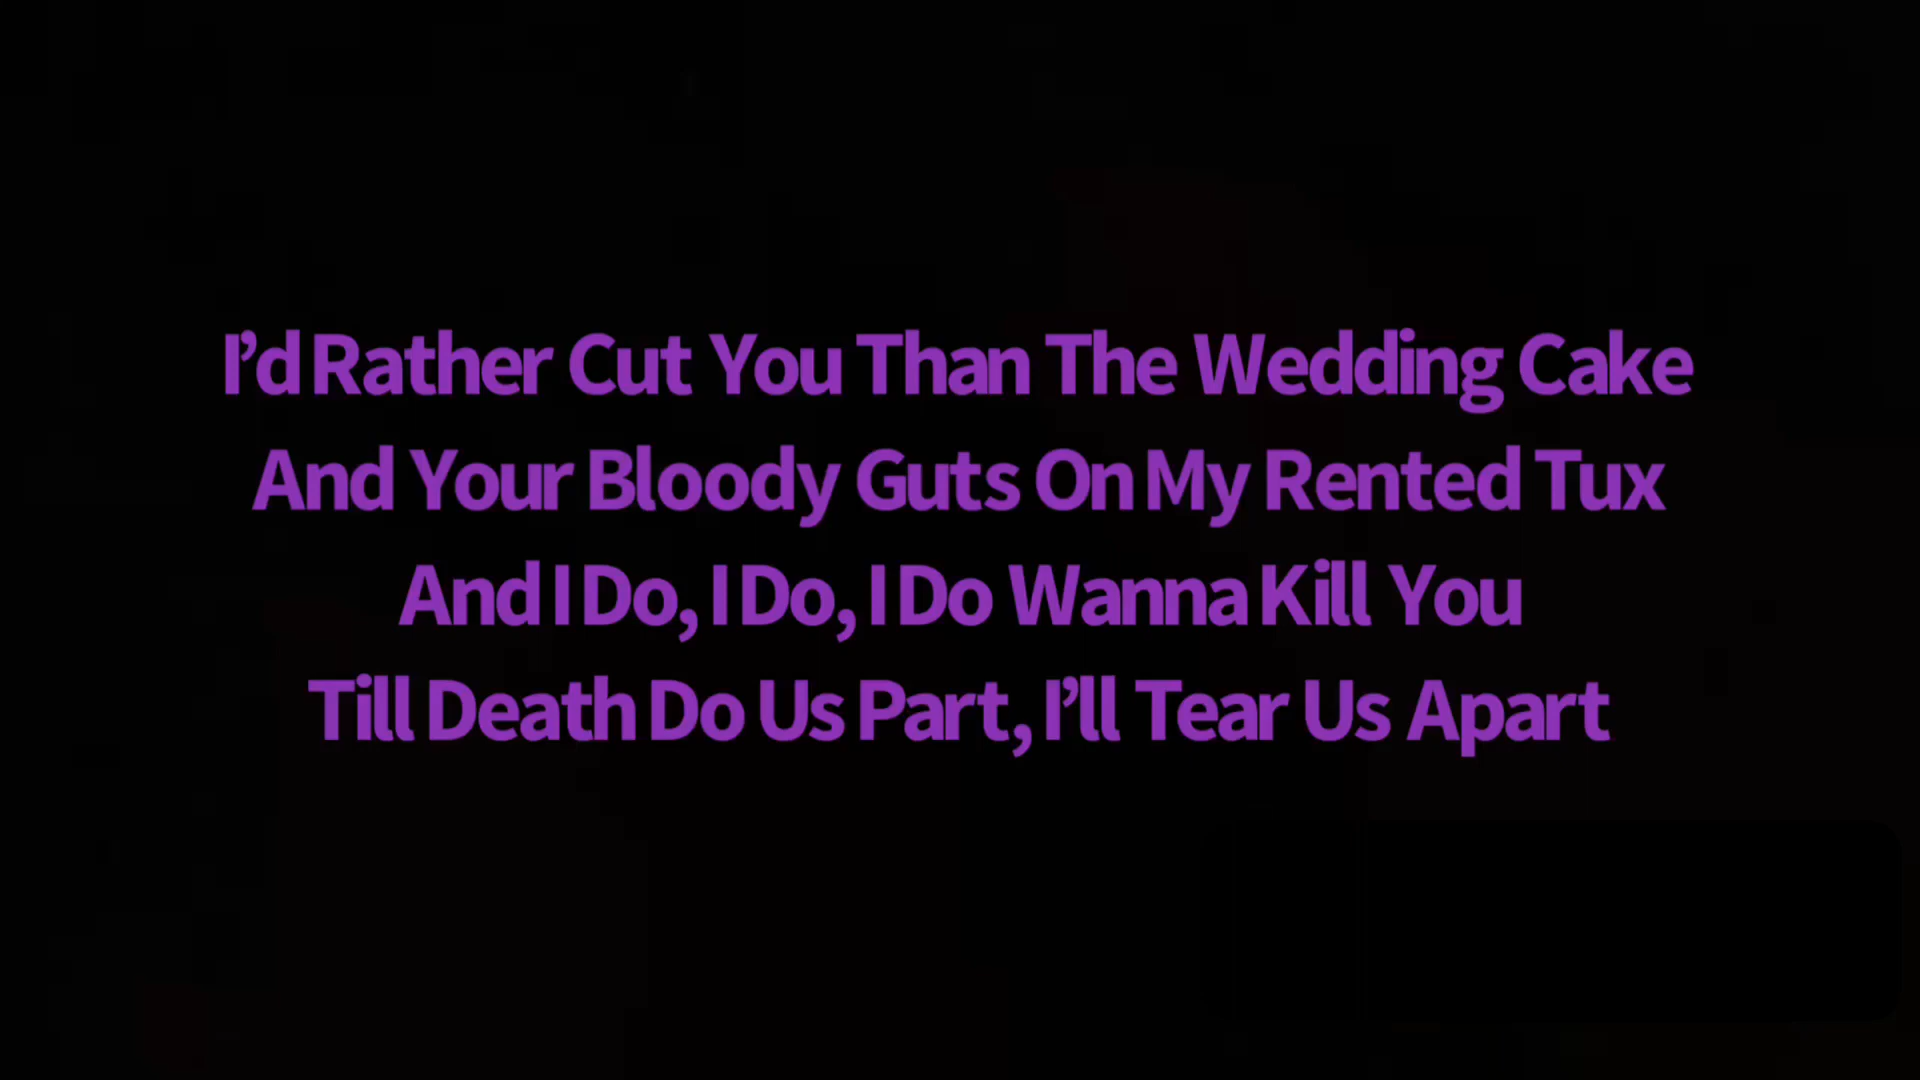 I’d Rather Cut You Than The Wedding Cake
And Your Bloody Guts On My Rented Tux
And I Do, I Do, I Do Wanna Kill You
Till Death Do Us Part, I’ll Tear Us Apart